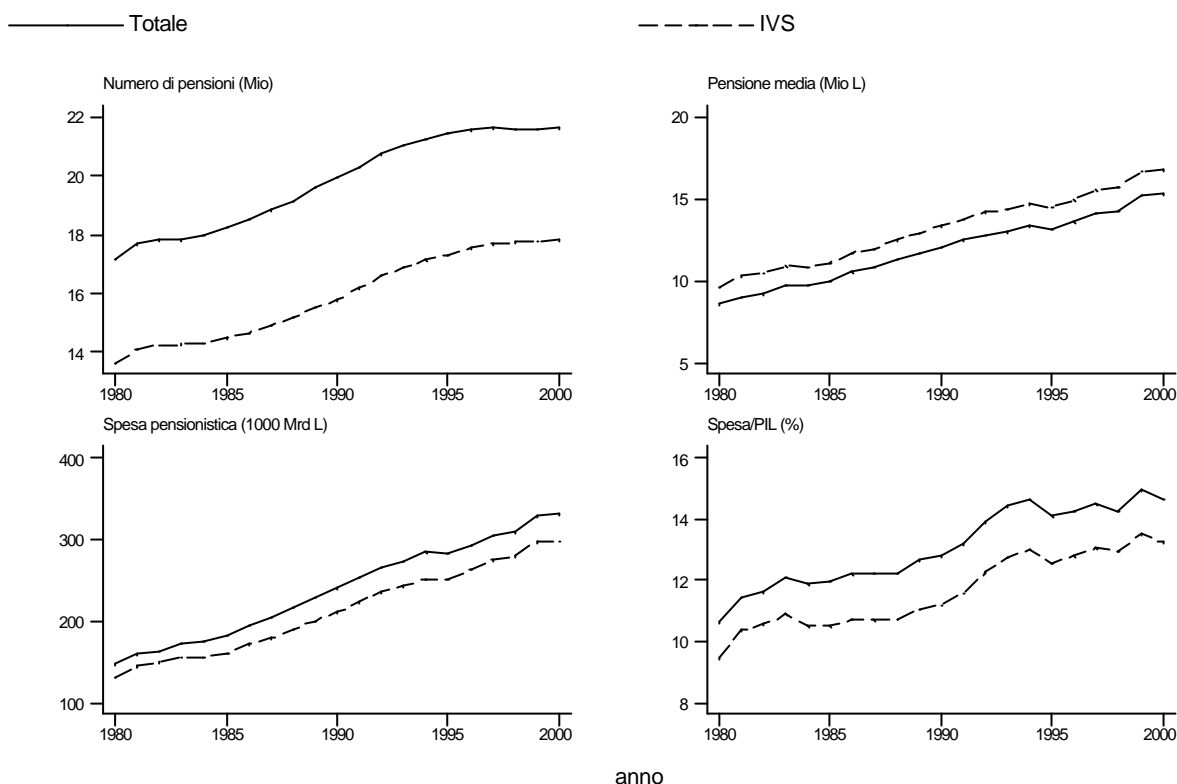 Totale
IVS
Numero di pensioni (Mio)
22
20
18
16
14
1980 1985 1990 1995 2000
Pensione media (Mio L)
20
15
10
5
1980 1985 1990 1995 2000
Spesa pensionistica (1000 Mrd L)
400
300
200
100
1980 1985 1990 1995 2000
Spesa/PIL (%)
16
14
12
10
8
1980 1985 1990 1995 2000
anno